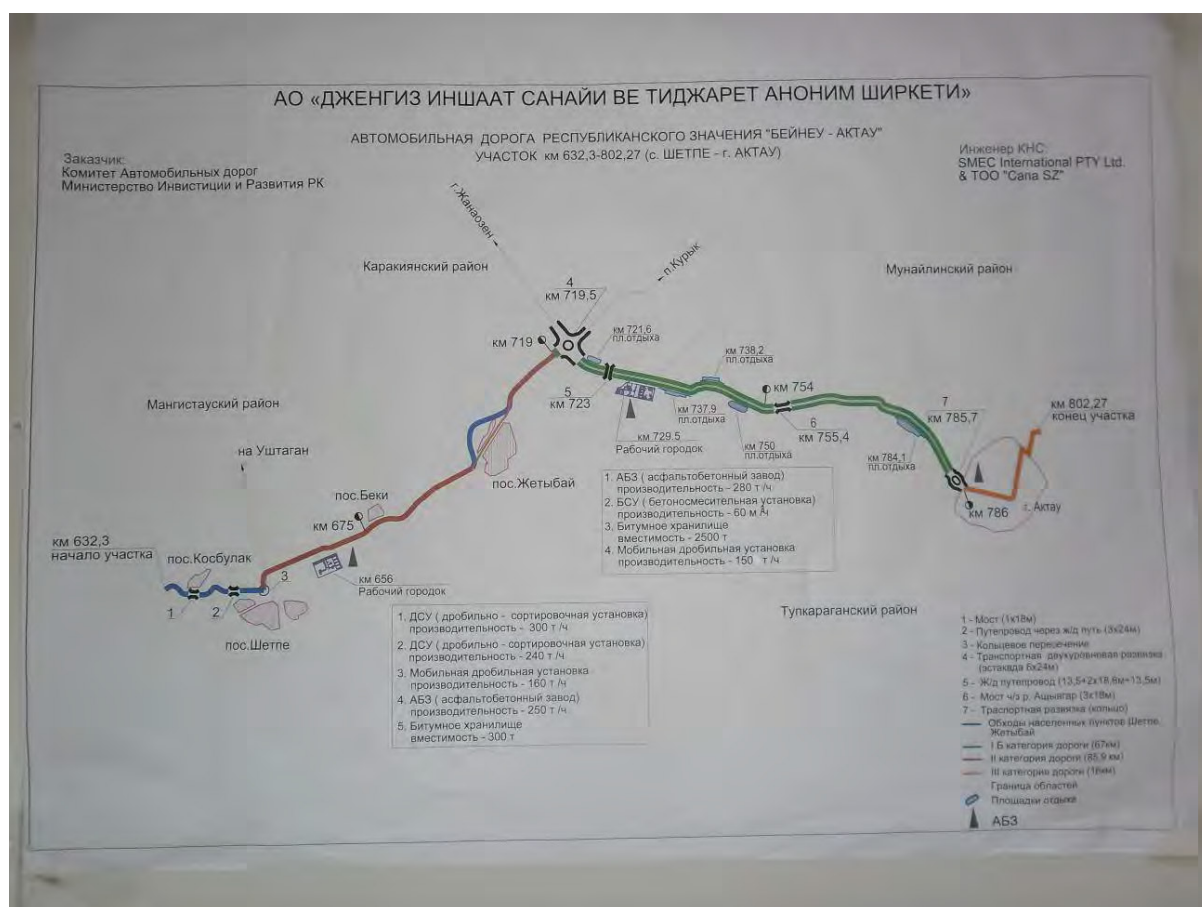 АО «ДЖЕНГИЗ ИНШААТ САНАЙИ ВЕ ТИДЖАРЕТ АНОНИМ ШИРКЕТИ»
АВТОМОБИЛЬНАЯ ДОРОГА РЕСПУБЛИКАНСКОГО ЗНАЧЕНИЯ "БЕЙНЕУ - АКТАУ"
УЧАСТОК км 632,3-802,27 (с. ШЕТПЕ - г. АКТАУ)
Заказчик:
Комитет Автомобильных дорог
Министерство Инвестиции и Развития РК
Инженер КНС:
SMEC International PTY Ltd.
& ТОО "Cana SZ"
г.Жанаозен
п.Курык
Каракиянский район
Мунайлинский район
4
км 719,5
км 719
км 721,6
пл.отдыха
км 738,2
пл.отдыха
км 754
5
км 723
км 737,9
пл.отдыха
км 750
пл.отдыха
6
км 755,4
7
км 785,7
км 784,1
пл.отдыха
км 802,27
конец участка
км 729.5
Рабочий городок
км 786
г. Актау
Мангистауский район
на Уштаган
пос.Жетыбай
пос.Беки
км 675
км 632,3
начало участка
пос.Косбулак
1
2
3
км 656
Рабочий городок
пос.Шетпе
1. АБЗ ( асфальтобетонный завод)
производительность - 280 т /ч
2. БСУ ( бетоносмесительная установка)
производительность - 60 м /ч
3. Битумное хранилище
вместимость - 2500т
4. Мобильная дробильная установка
производительность - 150 т /ч
1. ДСУ ( дробильно - сортировочная установка)
производительность - 300 т /ч
2. ДСУ ( дробильно - сортировочная установка)
производительность - 240 т /ч
3. Мобильная дробильная установка
производительность - 160 т /ч
4. АБЗ ( асфальтобетонный завод)
производительность - 250 т /ч
5. Битумное хранилище
вместимость - 300 т
Тупкараганский район
1 - Мост (1х18м)
2 - Путепровод через ж/д путь (3х24м)
3 - Кольцевое пересечение
4 - Транспортная двухуровневая развязка
(эстакада 6х24м)
5 - Ж/д путепровод (13,5+2х18,8м+13,5м)
6 - Мост ч/з р. Ащыагар (3х18м)
7 - Траспортная развязка (кольцо)
Обходы населенных пунктов Шетпе,
Жетыбай
I Б категория дороги (67км)
II категория дороги (85,9 км)
III категория дороги (16км)
Граница областей
Площадки отдыха
АБЗ